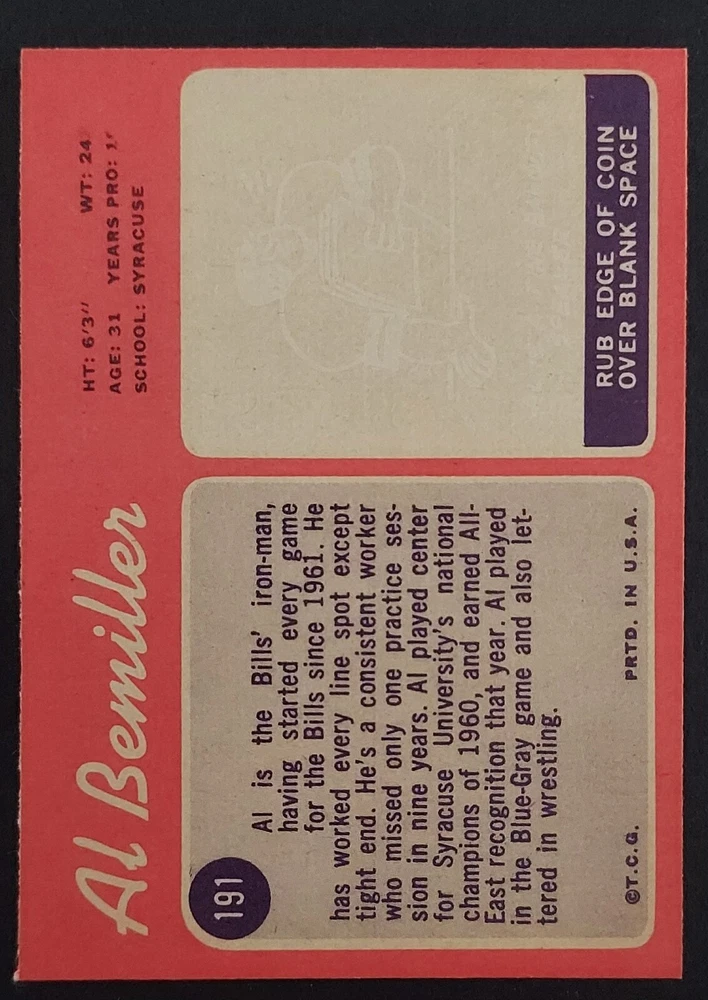 Al Bemiller
HT: 6'3" WT: 24
AGE: 31 YEARS PRO:
SCHOOL: SYRACUSE
191
Al is the Bills' iron-man,
having started every game
for the Bills since 1961. He
has worked every line spot except
tight end. He's a consistent worker
who missed only one practice ses-
sion in nine years. Al played center
for Syracuse University's national
champions of 1960, and earned All-
East recognition that year. Al played
in the Blue-Gray game and also let-
tered in wrestling.
©T.C.G. PRTD. IN U.S.A.
RUB EDGE OF COIN
OVER BLANK SPACE